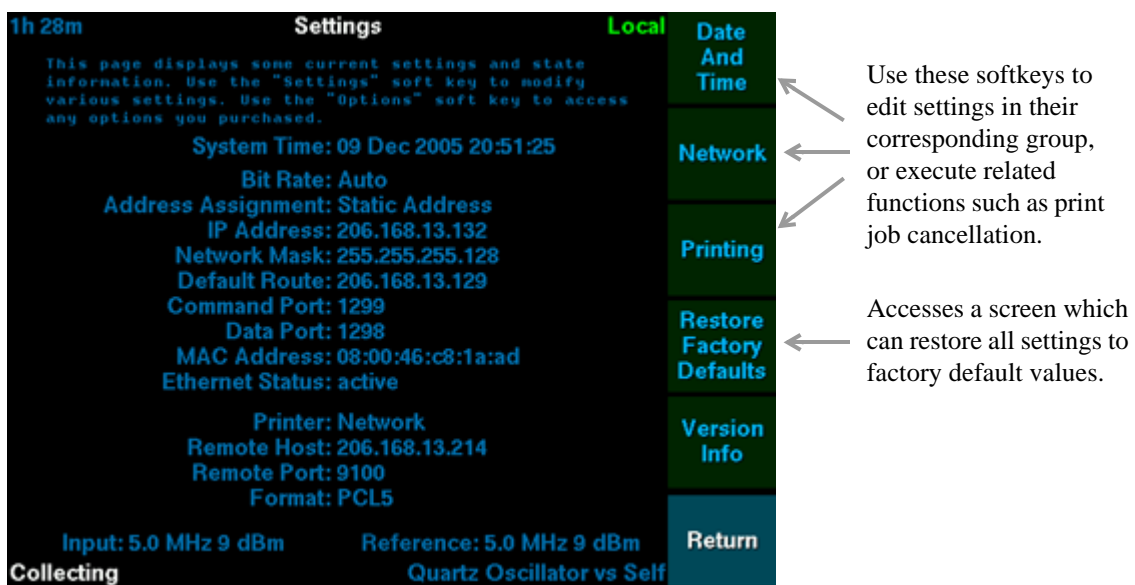 1h 28m Settings Local
This page displays some current settings and state
information. Use the "Settings" soft key to modify
various settings. Use the "Options" soft key to access
any options you purchased.
System Time: 09 Dec 2005 20:51:25
Bit Rate: Auto
Address Assignment: Static Address
IP Address: 206.168.13.132
Network Mask: 255.255.255.128
Default Route: 206.168.13.129
Command Port: 1299
Data Port: 1298
MAC Address: 08:00:46:c8:1a:ad
Ethernet Status: active
Printer: Network
Remote Host: 206.168.13.214
Remote Port: 9100
Format: PCL5
Input: 5.0 MHz 9 dBm Reference: 5.0 MHz 9 dBm
Collecting Quartz Oscillator vs Self
Date
And
Time
Network
Printing
Restore
Factory
Defaults
Version
Info
Return
Use these softkeys to
edit settings in their
corresponding group,
or execute related
functions such as print
job cancellation.
Accesses a screen which
can restore all settings to
factory default values.